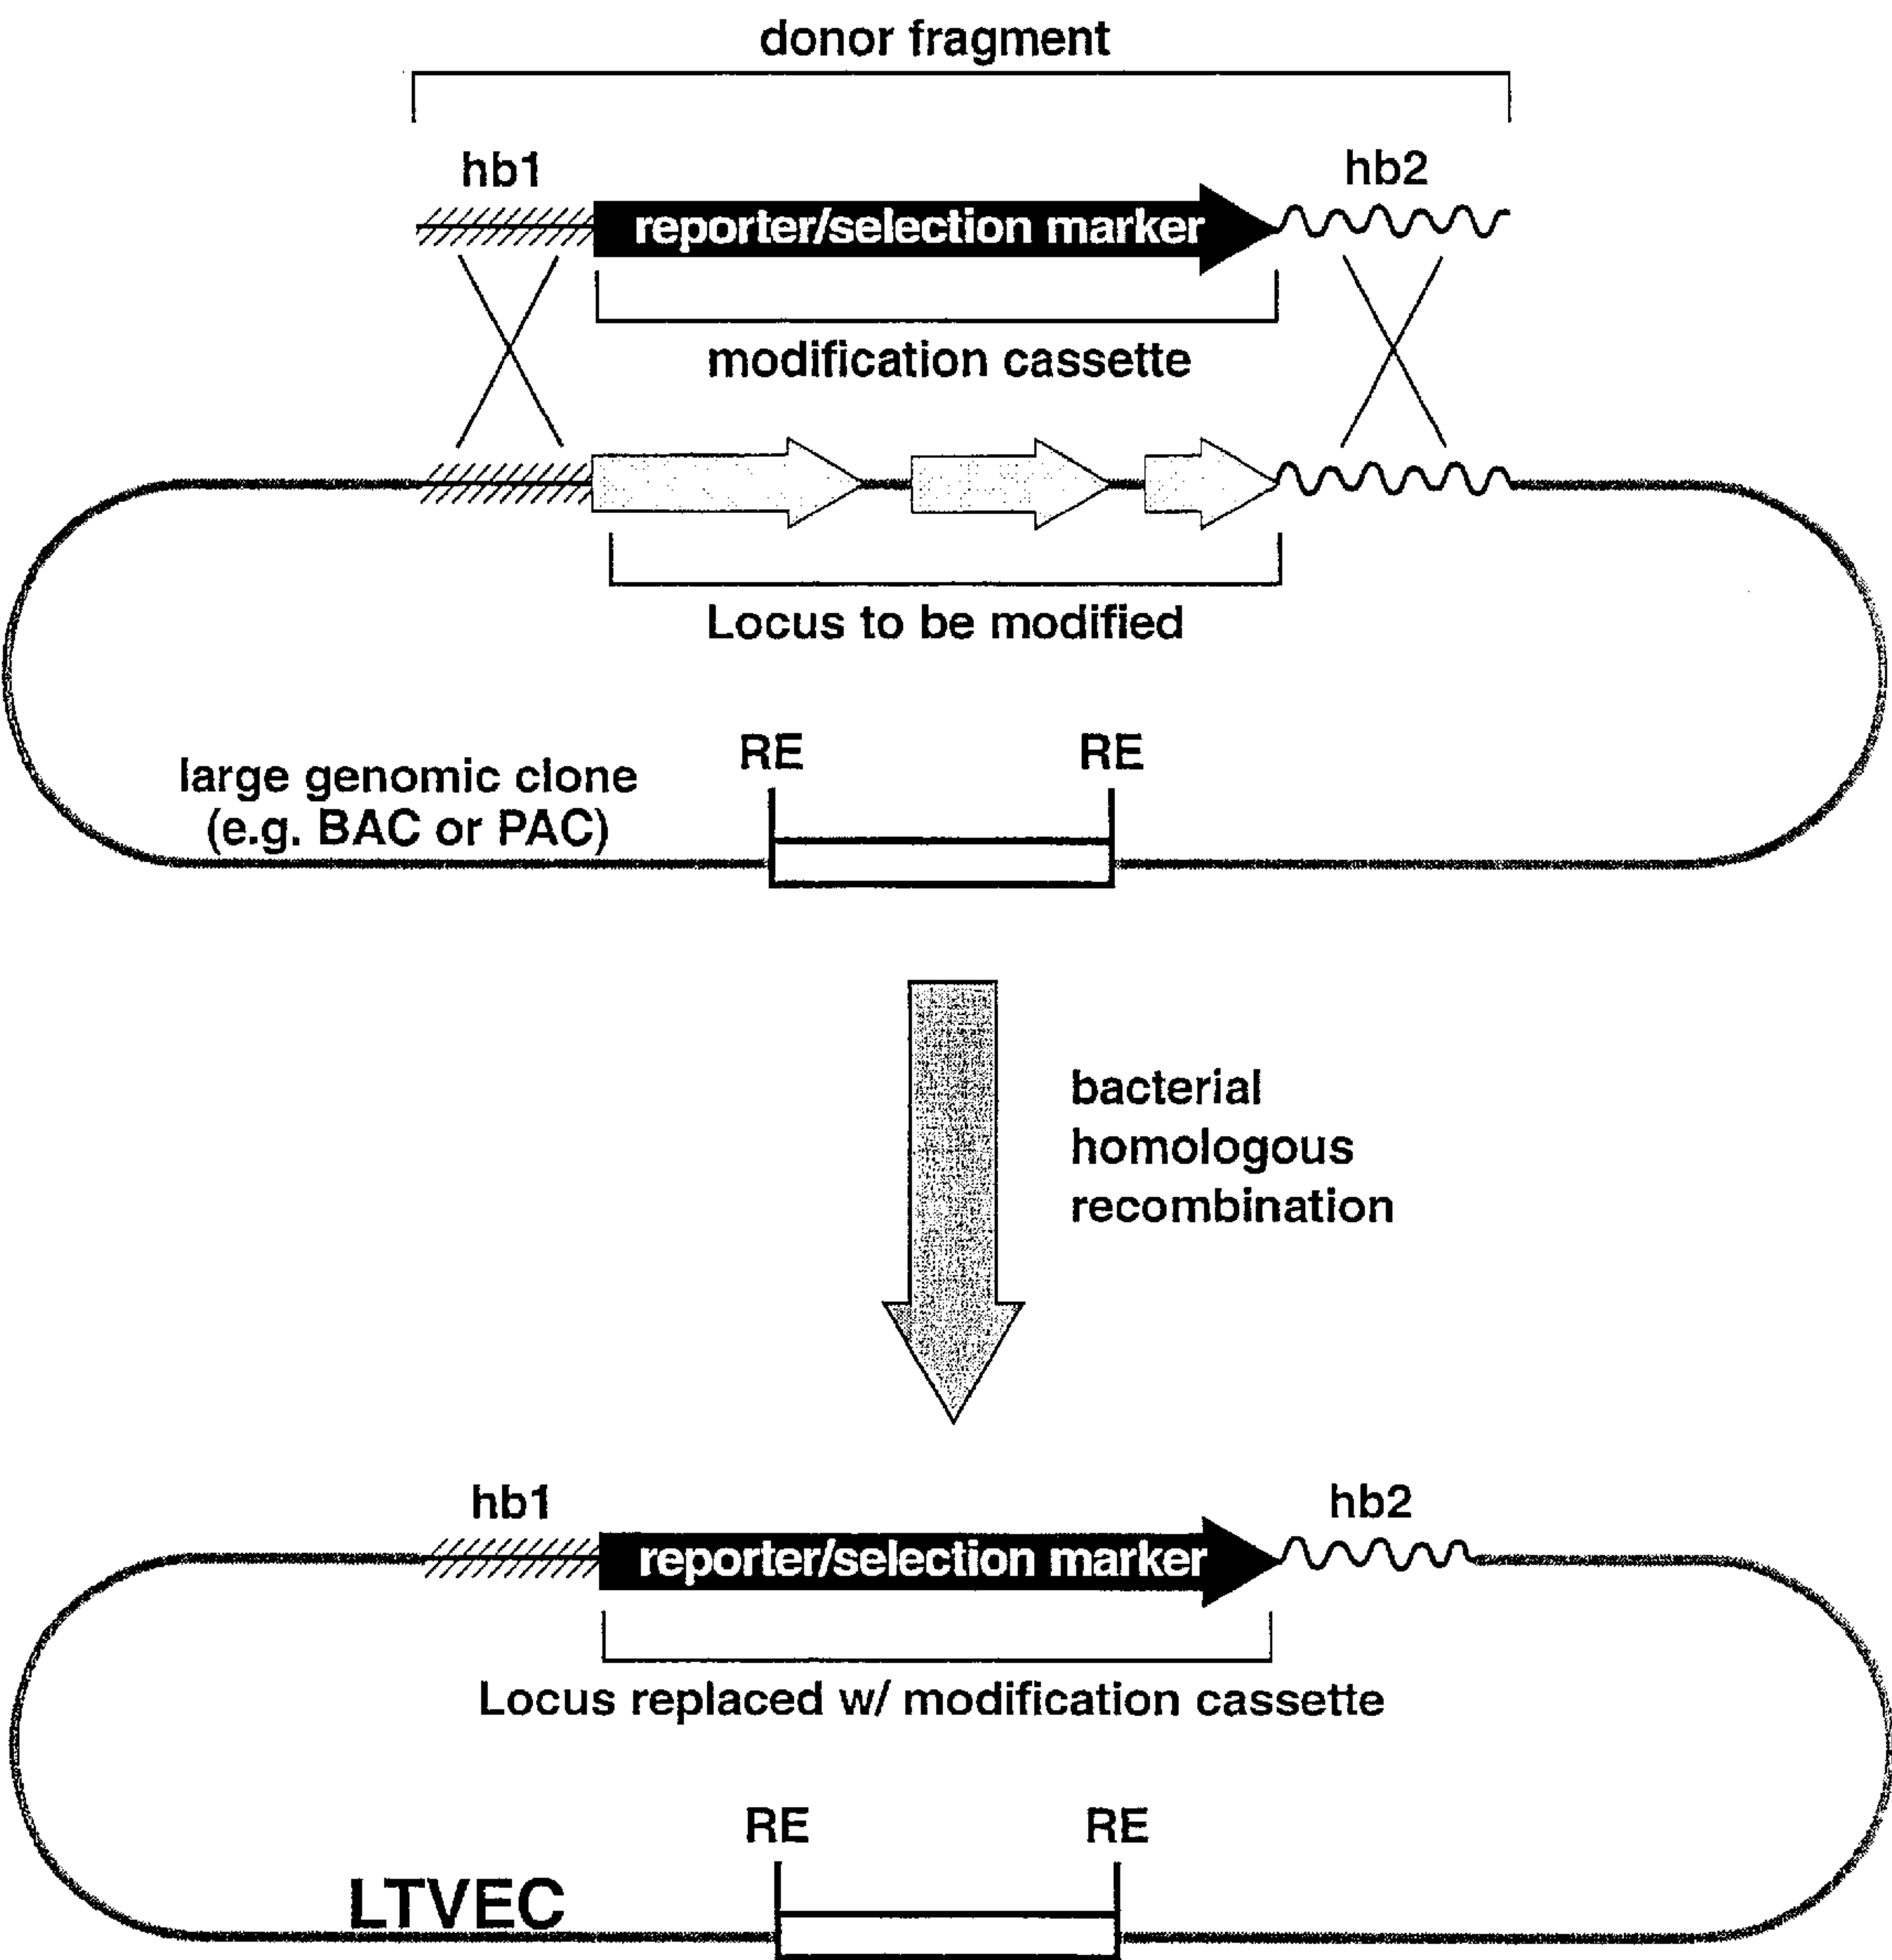 donor fragment
hb1
hb2
reporter/selection marker
modification cassette
Locus to be modified
RE
RE
large genomic clone
(e.g. BAC or PAC)
bacterial
homologous
recombination
hb1
hb2
reporter/selection marker
Locus replaced w/ modification cassette
RE
RE
LTVEC